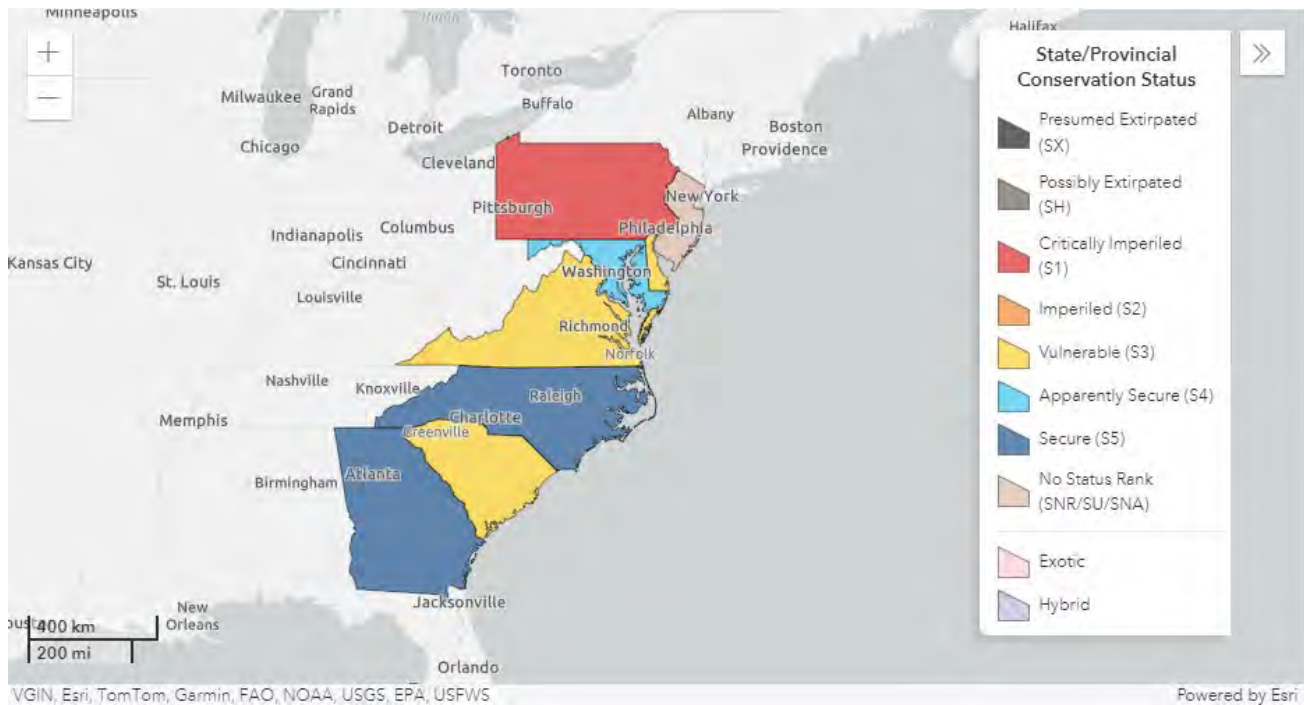 Minneapolis
Halifax
+
−
Toronto
Milwaukee
Grand
Rapids
Buffalo
Albany
Detroit
Boston
Chicago
Providence
Cleveland
New York
Pittsburgh
Columbus
Philadelphia
Indianapolis
Kansas City
Cincinnati
Washington
St. Louis
Louisville
Richmond
Norfolk
Nashville
Knoxville
Raleigh
Memphis
Charlotte
Greenville
Atlanta
Birmingham
New
Orleans
Jacksonville
Orlando
400 km
200 mi
State/Provincial
Conservation Status
Presumed Extirpated
(SX)
Possibly Extirpated
(SH)
Critically Imperiled
(S1)
Imperiled (S2)
Vulnerable (S3)
Apparently Secure (S4)
Secure (S5)
No Status Rank
(SNR/SU/SNA)
Exotic
Hybrid
VGIN, Esri, TomTom, Garmin, FAO, NOAA, USGS, EPA, USFWS
Powered by Esri